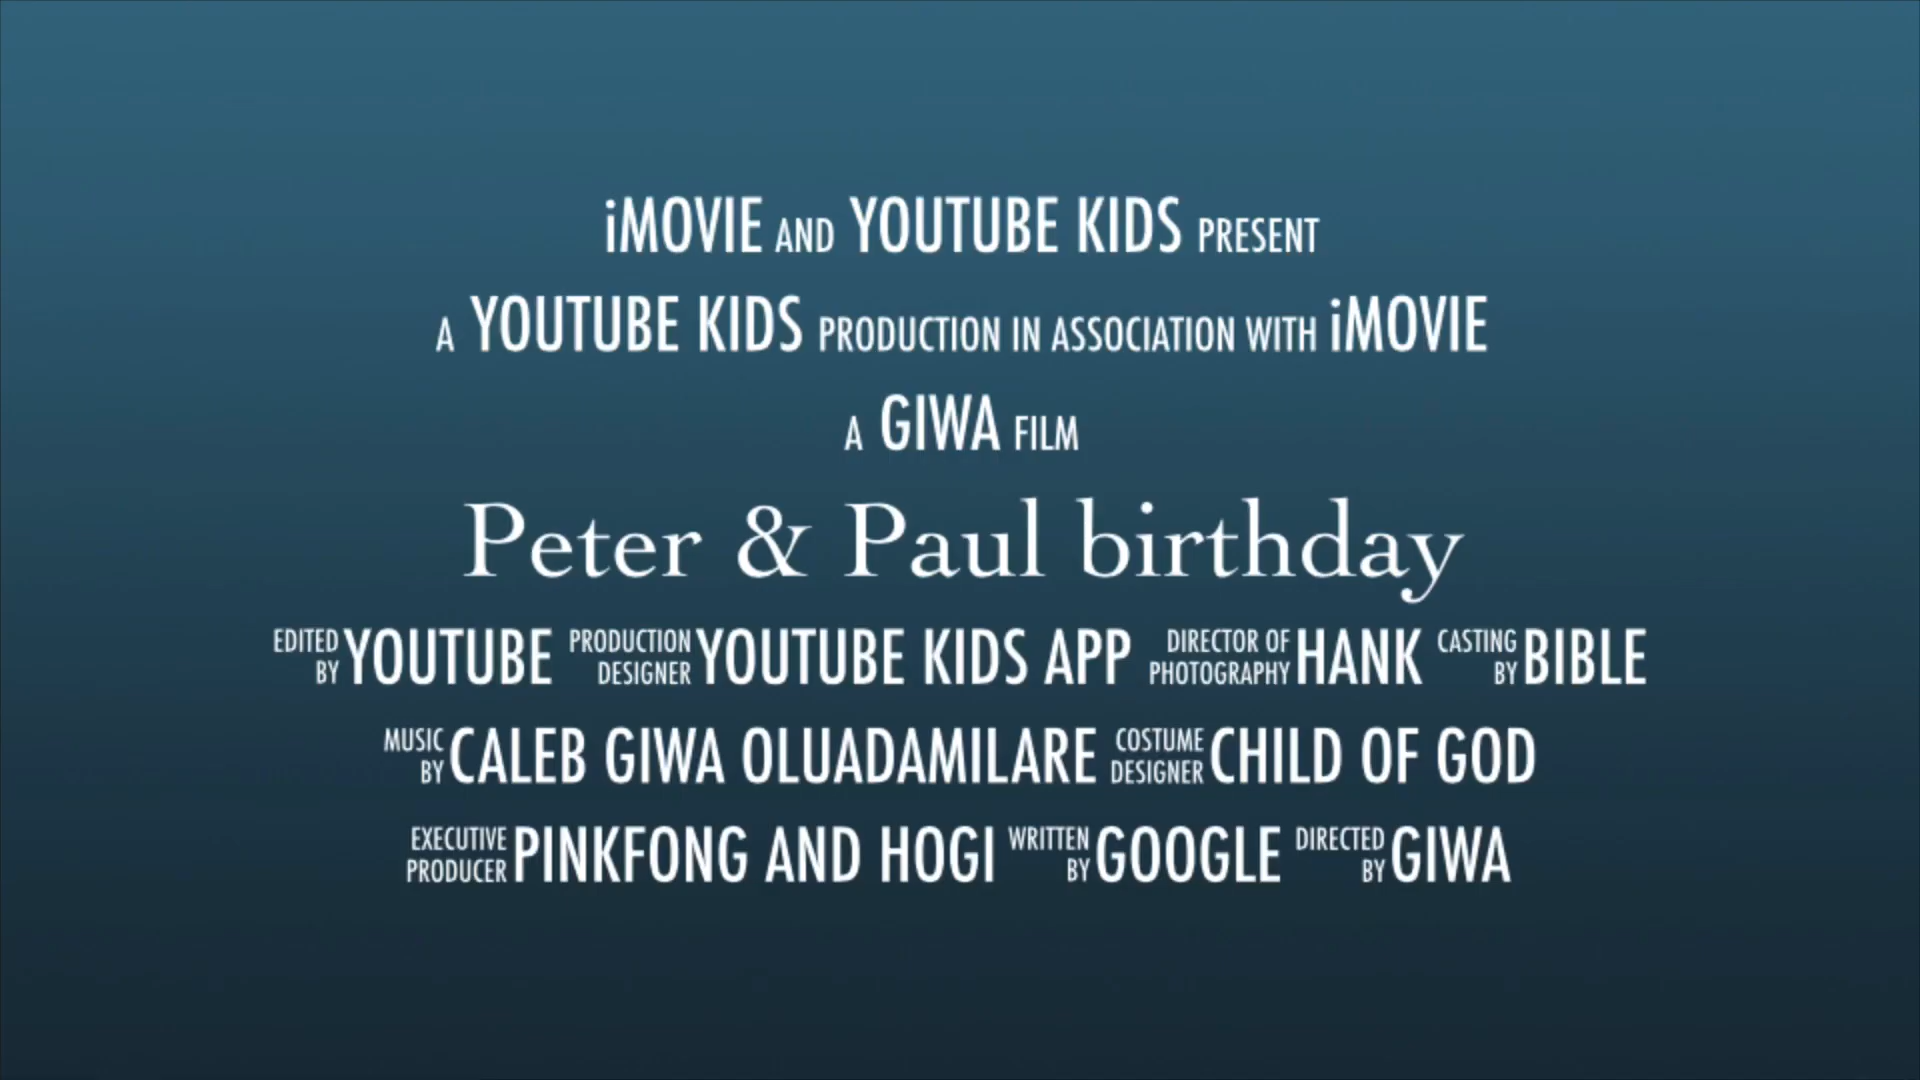 iMOVIE AND YOUTUBE KIDS PRESENT
A YOUTUBE KIDS PRODUCTION IN ASSOCIATION WITH iMOVIE
A GIWA FILM
Peter & Paul birthday
EDITED BY YOUTUBE PRODUCTION DESIGNER YOUTUBE KIDS APP DIRECTOR OF PHOTOGRAPHY HANK CASTING BY BIBLE
MUSIC BY CALEB GIWA OLUADAMILARE COSTUME DESIGNER CHILD OF GOD
EXECUTIVE PRODUCER PINKFONG AND HOGI WRITTEN BY GOOGLE DIRECTED BY GIWA